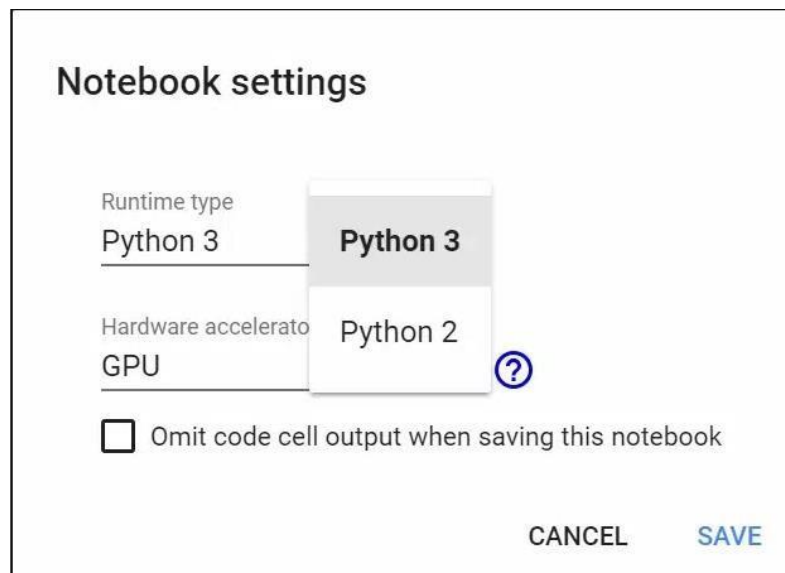 Notebook settings
Runtime type
Python 3
Python 3
Python 2
Hardware accelerato
GPU
?
Omit code cell output when saving this notebook
CANCEL SAVE